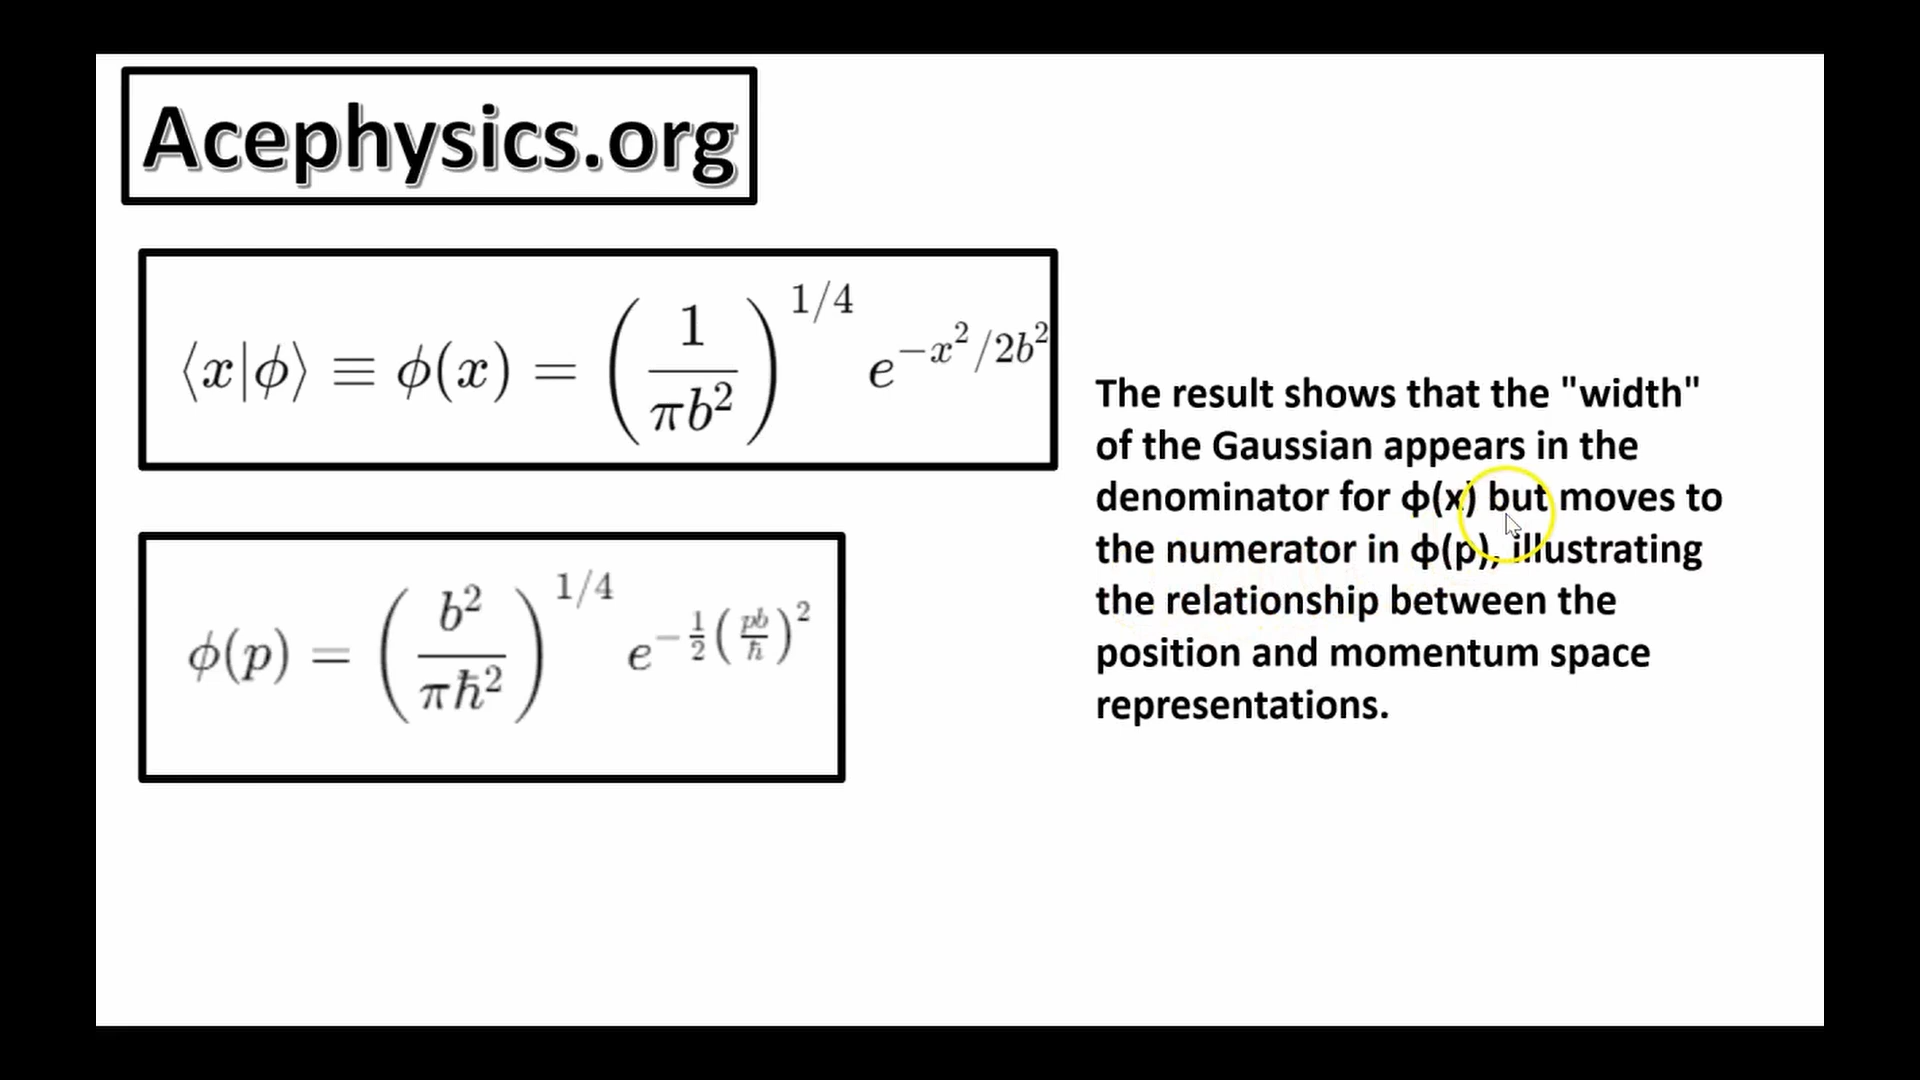 Acephysics.org
⟨x|ϕ⟩ ≡ ϕ(x) = (1/πb²)^{1/4} e^{−x²/2b²}
ϕ(p) = (b²/πħ²)^{1/4} e^{−½(pb/ħ)²}
The result shows that the "width"
of the Gaussian appears in the
denominator for ϕ(x) but moves to
the numerator in ϕ(p), illustrating
the relationship between the
position and momentum space
representations.